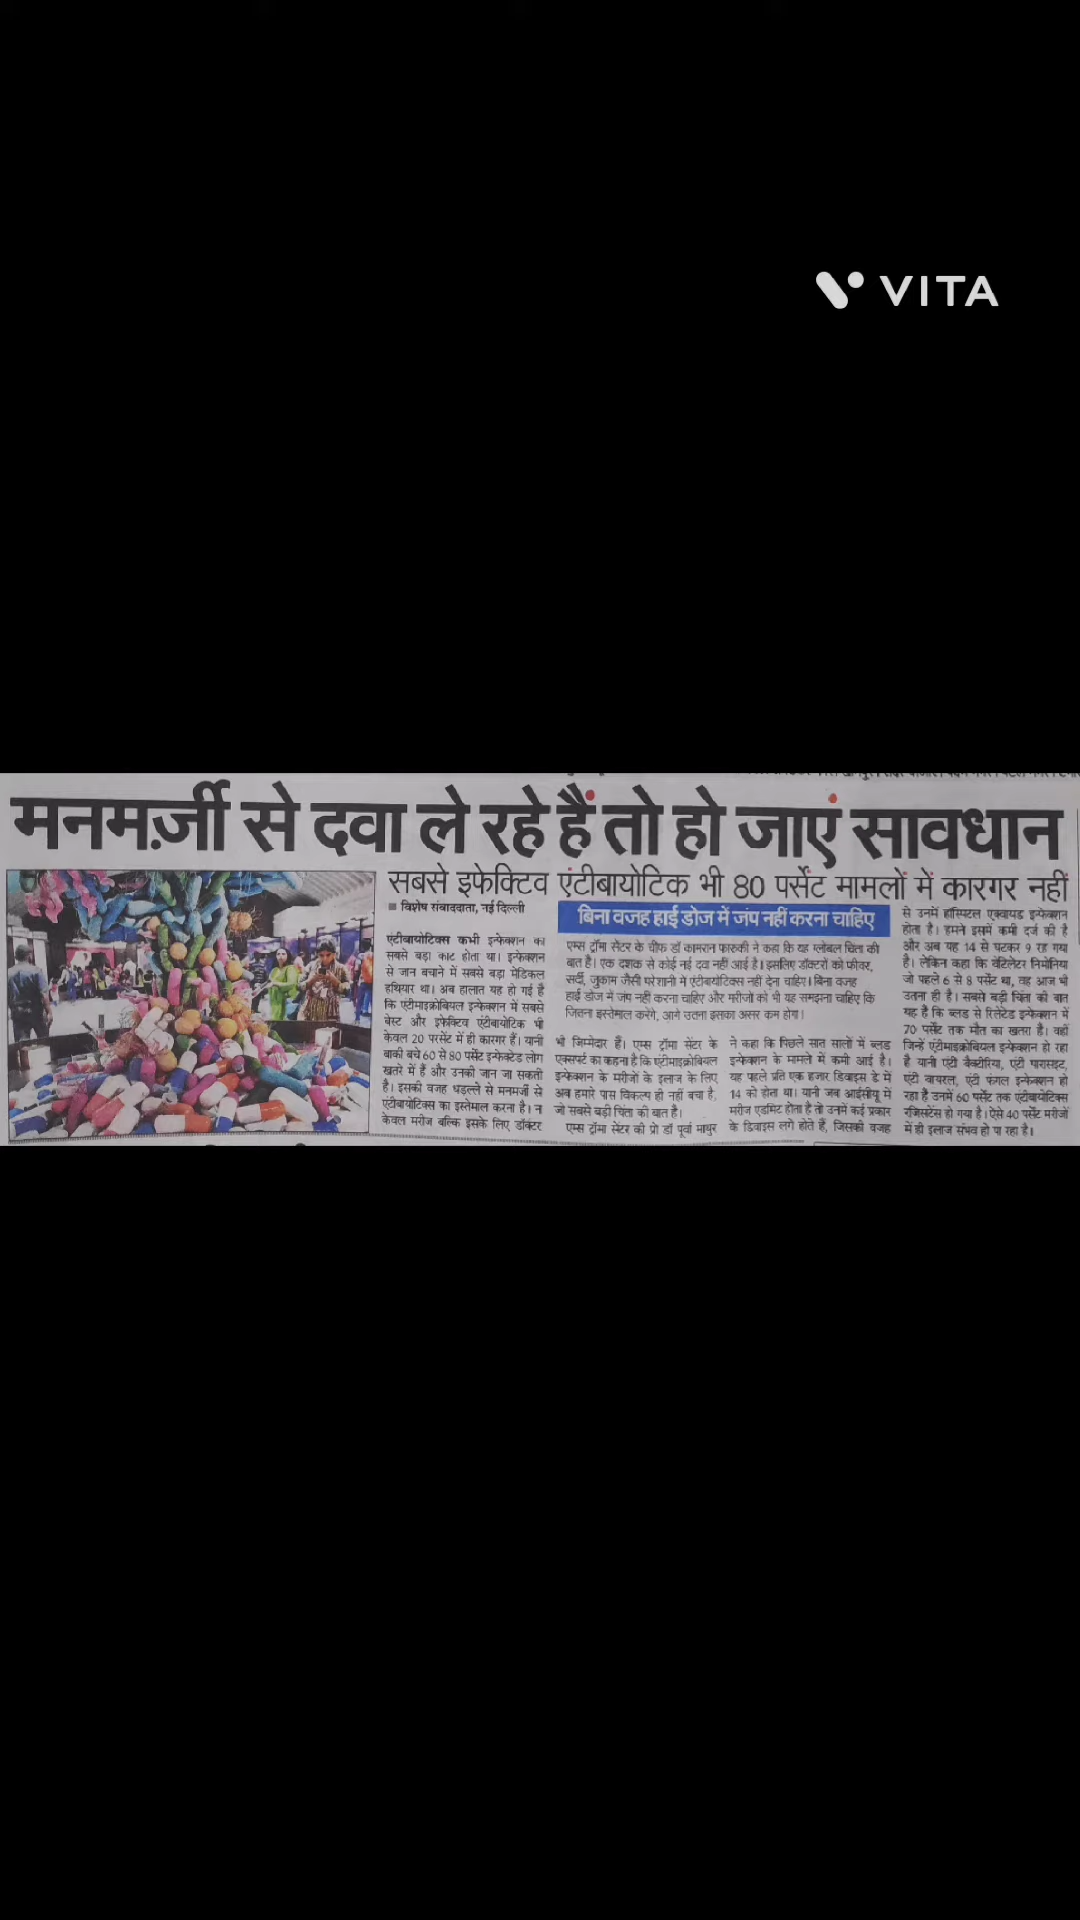 VITA
मनमर्ज़ी से दवा ले रहे हैं तो हो जाएं सावधान
सबसे इफेक्टिव एंटीबायोटिक भी 80 पर्सेंट मामलों में कारगर नहीं
■ विशेष संवाददाता, नई दिल्ली
एंटीबायोटिक्स कभी इन्फेक्शन का
सबसे बड़ा काट होता था। इन्फेक्शन
से जान बचाने में सबसे बड़ा मेडिकल
हथियार था। अब हालात यह हो गई है
कि एंटीमाइक्रोबियल इन्फेक्शन में सबसे
बेस्ट और इफेक्टिव एंटीबायोटिक भी
केवल 20 परसेंट में ही कारगर हैं। यानी
बाकी बचे 60 से 80 पर्सेंट इन्फेक्टेड लोग
खतरे में हैं और उनकी जान जा सकती
है। इसकी वजह धड़ल्ले से मनमर्जी से
एंटीबायोटिक्स का इस्तेमाल करना है। न
केवल मरीज बल्कि इसके लिए डॉक्टर
बिना वजह हाई डोज में जंप नहीं करना चाहिए
एम्स ट्रॉमा सेंटर के चीफ डॉ कामरान फारुकी ने कहा कि यह ग्लोबल चिंता की
बात है। एक दशक से कोई नई दवा नहीं आई है। इसलिए डॉक्टरों को फीवर,
सर्दी, जुकाम जैसी परेशानी में एंटीबायोटिक्स नहीं देना चाहिए। बिना वजह
हाई डोज में जंप नहीं करना चाहिए और मरीजों को भी यह समझना चाहिए कि
जितना इस्तेमाल करेंगे, आगे उतना इसका असर कम होगा।
भी जिम्मेदार हैं। एम्स ट्रॉमा सेंटर के
एक्सपर्ट का कहना है कि एंटीमाइक्रोबियल
इन्फेक्शन के मरीजों के इलाज के लिए
अब हमारे पास विकल्प ही नहीं बचा है,
जो सबसे बड़ी चिंता की बात है।
एम्स ट्रॉमा सेंटर की प्रो डॉ पूर्वा माथुर
ने कहा कि पिछले सात सालों में ब्लड
इन्फेक्शन के मामले में कमी आई है।
यह पहले प्रति एक हजार डिवाइस डे में
14 को होता था। यानी जब आईसीयू में
मरीज एडमिट होता है तो उनमें कई प्रकार
के डिवाइस लगे होते हैं, जिसकी वजह
से उनमें हॉस्पिटल एक्वायड इन्फेक्शन
होता है। हमने इसमें कमी दर्ज की है
और अब यह 14 से घटकर 9 रह गया
है। लेकिन कहा कि वेंटिलेटर निमोनिया
जो पहले 6 से 8 पर्सेंट था, वह आज भी
उतना ही है। सबसे बड़ी चिंता की बात
यह है कि ब्लड से रिलेटेड इन्फेक्शन में
70 पर्सेंट तक मौत का खतरा है। वहीं
जिन्हें एंटीमाइक्रोबियल इन्फेक्शन हो रहा
है यानी एंटी बैक्टीरिया, एंटी पारासाइट,
एंटी वायरल, एंटी फंगल इन्फेक्शन हो
रहा है उनमें 60 पर्सेंट तक एंटीबायोटिक्स
रजिसटेंस हो गया है। ऐसे 40 पर्सेंट मरीजों
में ही इलाज संभव हो पा रहा है।